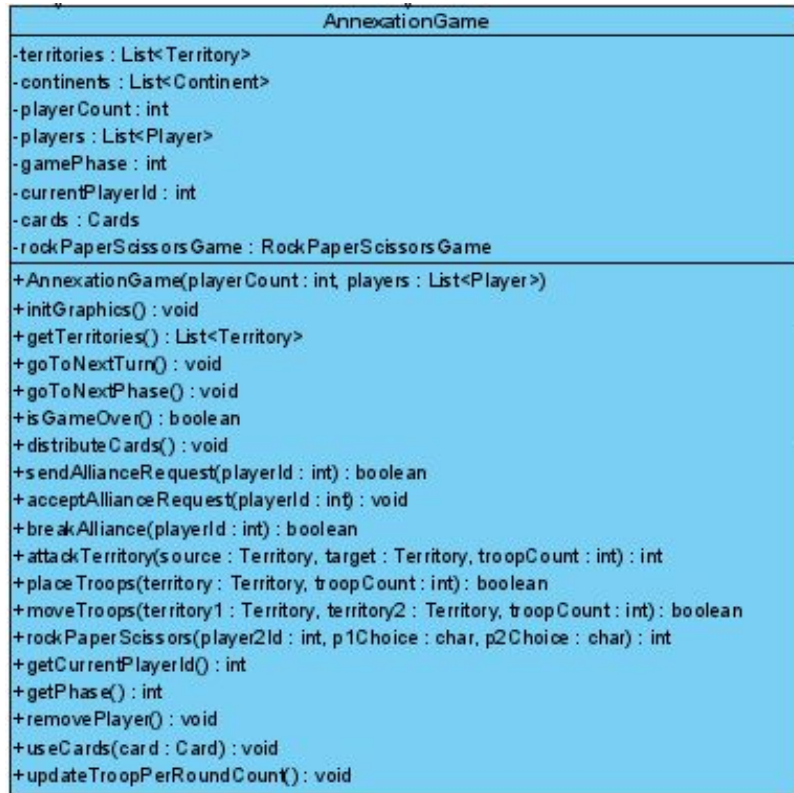 AnnexationGame
-territories : List<Territory>
-continents : List<Continent>
-playerCount : int
-players : List<Player>
-gamePhase : int
-currentPlayerId : int
-cards : Cards
-rockPaperScissorsGame : RockPaperScissorsGame
+AnnexationGame(playerCount : int, players : List<Player>)
+initGraphics() : void
+getTerritories() : List<Territory>
+goToNextTurn() : void
+goToNextPhase() : void
+isGameOver() : boolean
+distributeCards() : void
+sendAllianceRequest(playerId : int) : boolean
+acceptAllianceRequest(playerId : int) : void
+breakAlliance(playerId : int) : boolean
+attackTerritory(source : Territory, target : Territory, troopCount : int) : int
+placeTroops(territory : Territory, troopCount : int) : boolean
+moveTroops(territory1 : Territory, territory2 : Territory, troopCount : int) : boolean
+rockPaperScissors(player2Id : int, p1Choice : char, p2Choice : char) : int
+getCurrentPlayerId() : int
+getPhase() : int
+removePlayer() : void
+useCards(card : Card) : void
+updateTroopPerRoundCount() : void